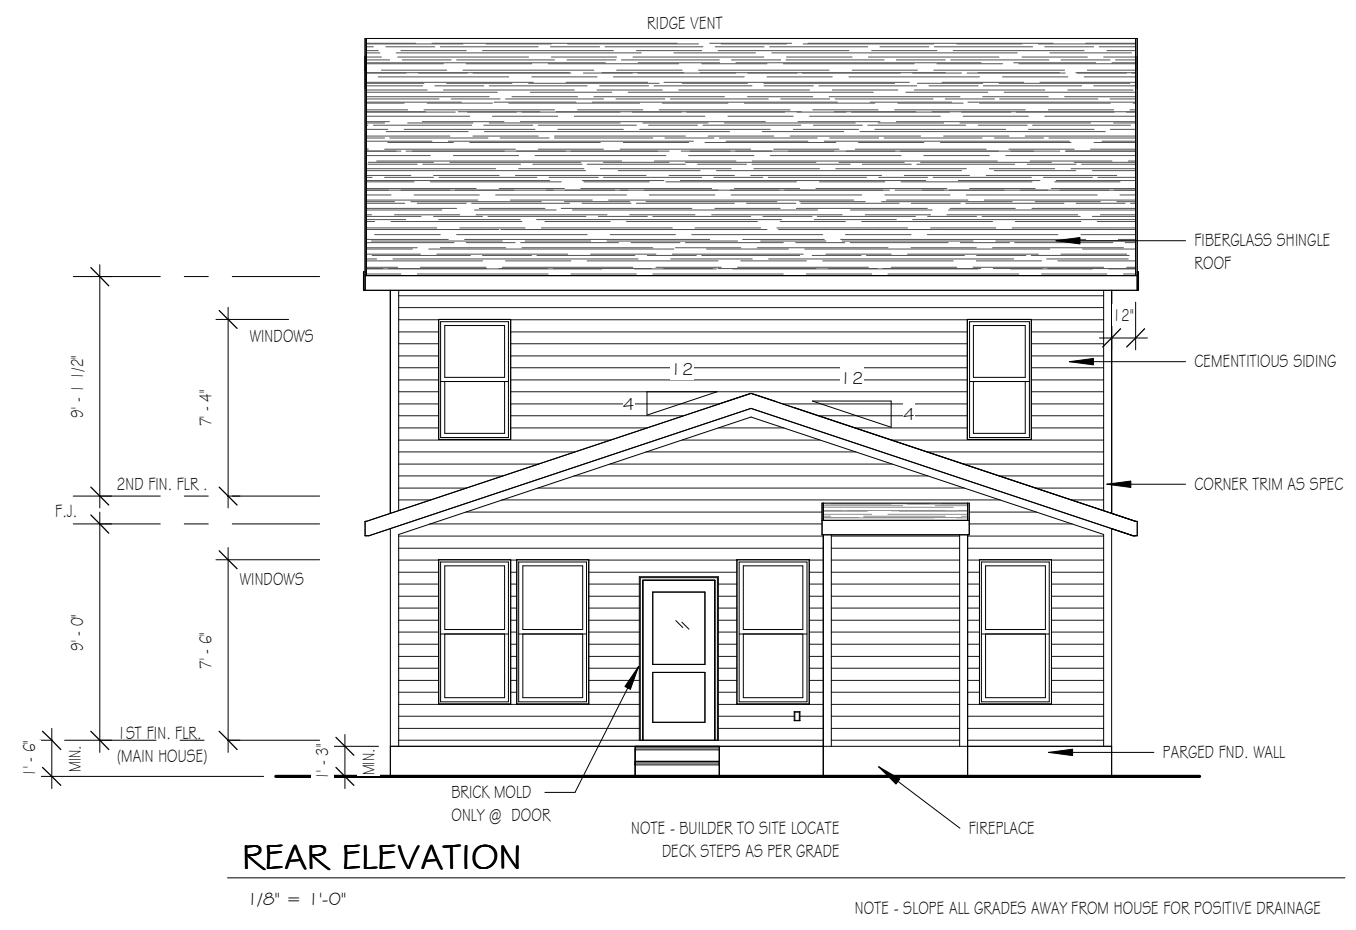 RIDGE VENT
FIBERGLASS SHINGLE
ROOF
12"
WINDOWS
CEMENTITIOUS SIDING
9' - 1 1/2"
7' - 4"
12
12
4
4
2ND FIN. FLR .
CORNER TRIM AS SPEC
F.J.
WINDOWS
9' - 0"
7' - 6"
1ST FIN. FLR.
(MAIN HOUSE)
1' - 6"
MIN.
1' - 3"
MIN.
PARGED FND. WALL
BRICK MOLD
ONLY @ DOOR
NOTE - BUILDER TO SITE LOCATE
DECK STEPS AS PER GRADE
FIREPLACE
REAR ELEVATION
1/8" = 1'-0"
NOTE - SLOPE ALL GRADES AWAY FROM HOUSE FOR POSITIVE DRAINAGE